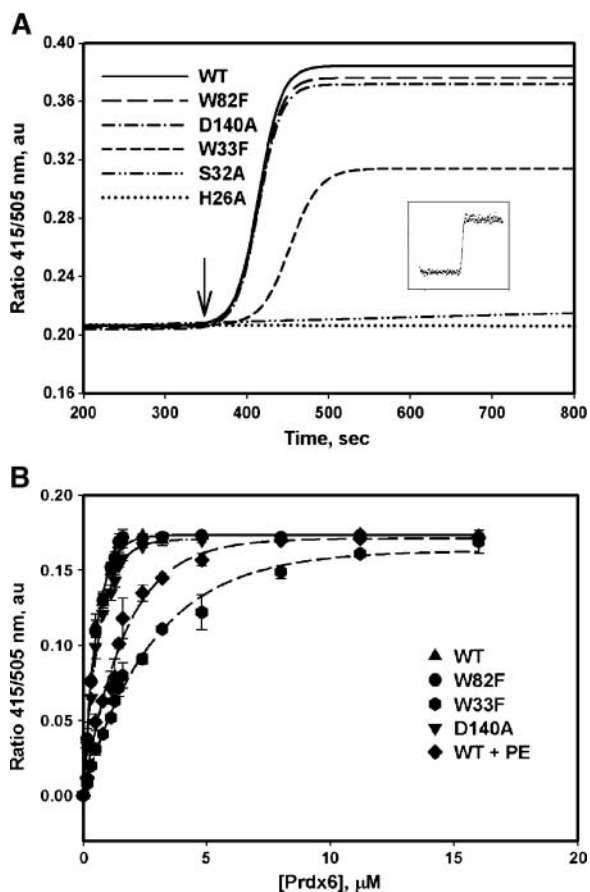 A
Ratio 415/505 nm, au
0.40
0.36
0.32
0.28
0.24
0.20
0.16
WT
W82F
D140A
W33F
S32A
H26A
200 300 400 500 600 700 800
Time, sec
B
Ratio 415/505 nm, au
0.20
0.15
0.10
0.05
0.00
WT
W82F
W33F
D140A
WT + PE
0 5 10 15 20
[Prdx6], μM